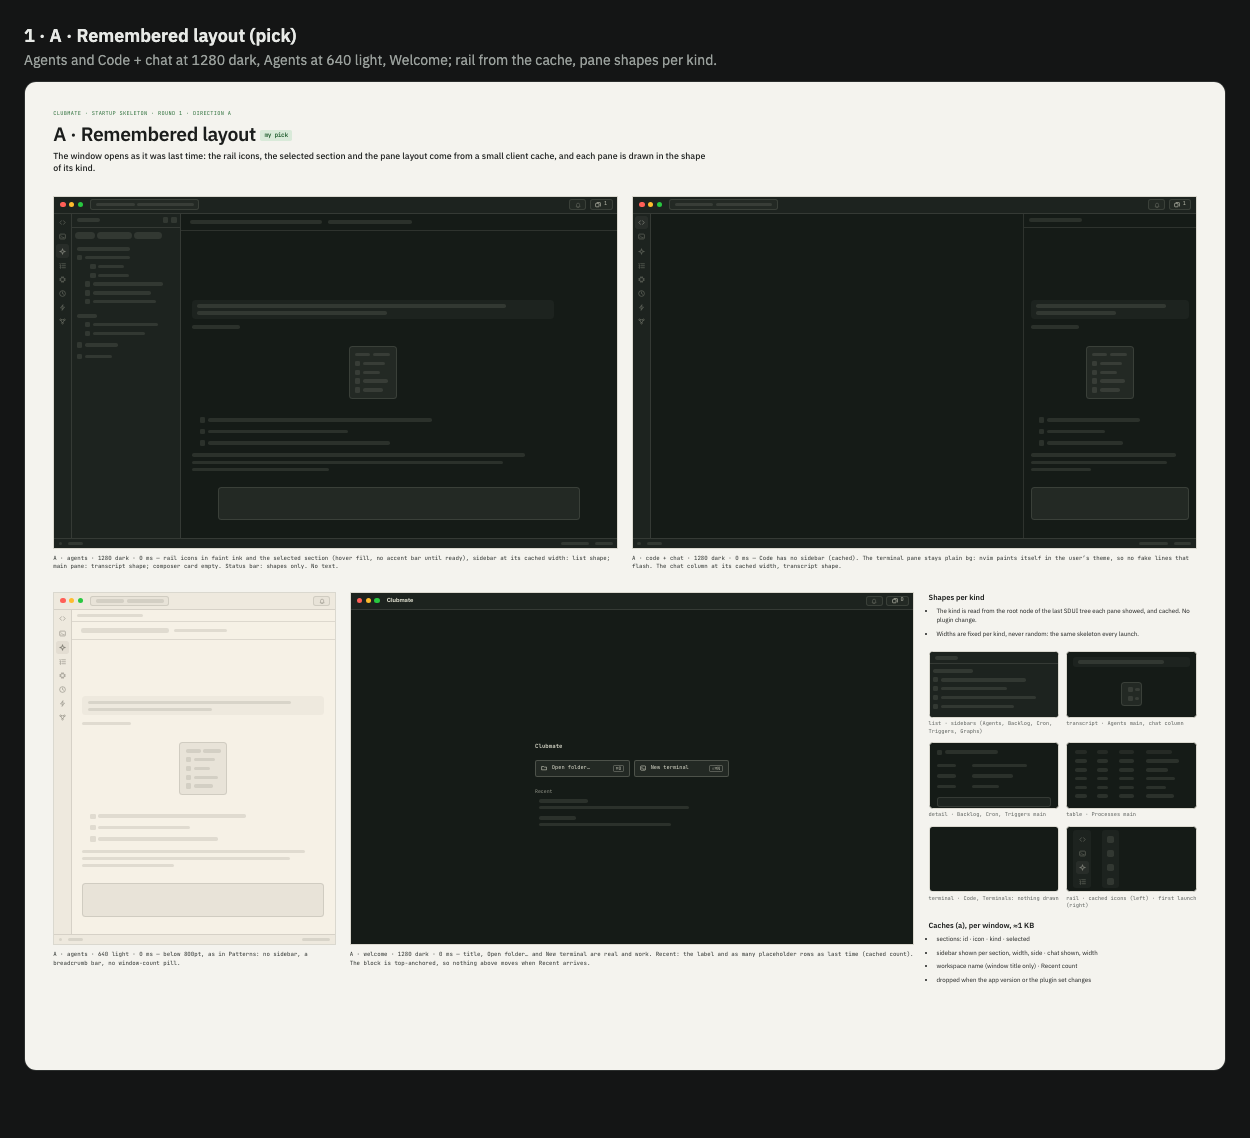 1 · A · Remembered layout (pick)
Agents and Code + chat at 1280 dark, Agents at 640 light, Welcome; rail from the cache, pane shapes per kind.
CLUBMATE · STARTUP SKELETON · ROUND 1 · DIRECTION A
A · Remembered layout my pick
The window opens as it was last time: the rail icons, the selected section and the pane layout come from a small client cache, and each pane is drawn in the shape
of its kind.
1
1
A · agents · 1280 dark · 0 ms — rail icons in faint ink and the selected section (hover fill, no accent bar until ready), sidebar at its cached width: list shape;
main pane: transcript shape; composer card empty. Status bar: shapes only. No text.
A · code + chat · 1280 dark · 0 ms — Code has no sidebar (cached). The terminal pane stays plain bg: nvim paints itself in the user's theme, so no fake lines that
flash. The chat column at its cached width, transcript shape.
A · agents · 640 light · 0 ms — below 800pt, as in Patterns: no sidebar, a
breadcrumb bar, no window-count pill.
Clubmate
0
Clubmate
Open folder…
New terminal
Recent
A · welcome · 1280 dark · 0 ms — title, Open folder… and New terminal are real and work. Recent: the label and as many placeholder rows as last time (cached count).
The block is top-anchored, so nothing above moves when Recent arrives.
Shapes per kind
• The kind is read from the root node of the last SDUI tree each pane showed, and cached. No
plugin change.
• Widths are fixed per kind, never random: the same skeleton every launch.
list · sidebars (Agents, Backlog, Cron,
Triggers, Graphs)
transcript · Agents main, chat column
detail · Backlog, Cron, Triggers main
table · Processes main
terminal · Code, Terminals: nothing drawn
rail · cached icons (left) · first launch
(right)
Caches (a), per window, ≈1 KB
• sections: id · icon · kind · selected
• sidebar shown per section, width, side · chat shown, width
• workspace name (window title only) · Recent count
• dropped when the app version or the plugin set changes